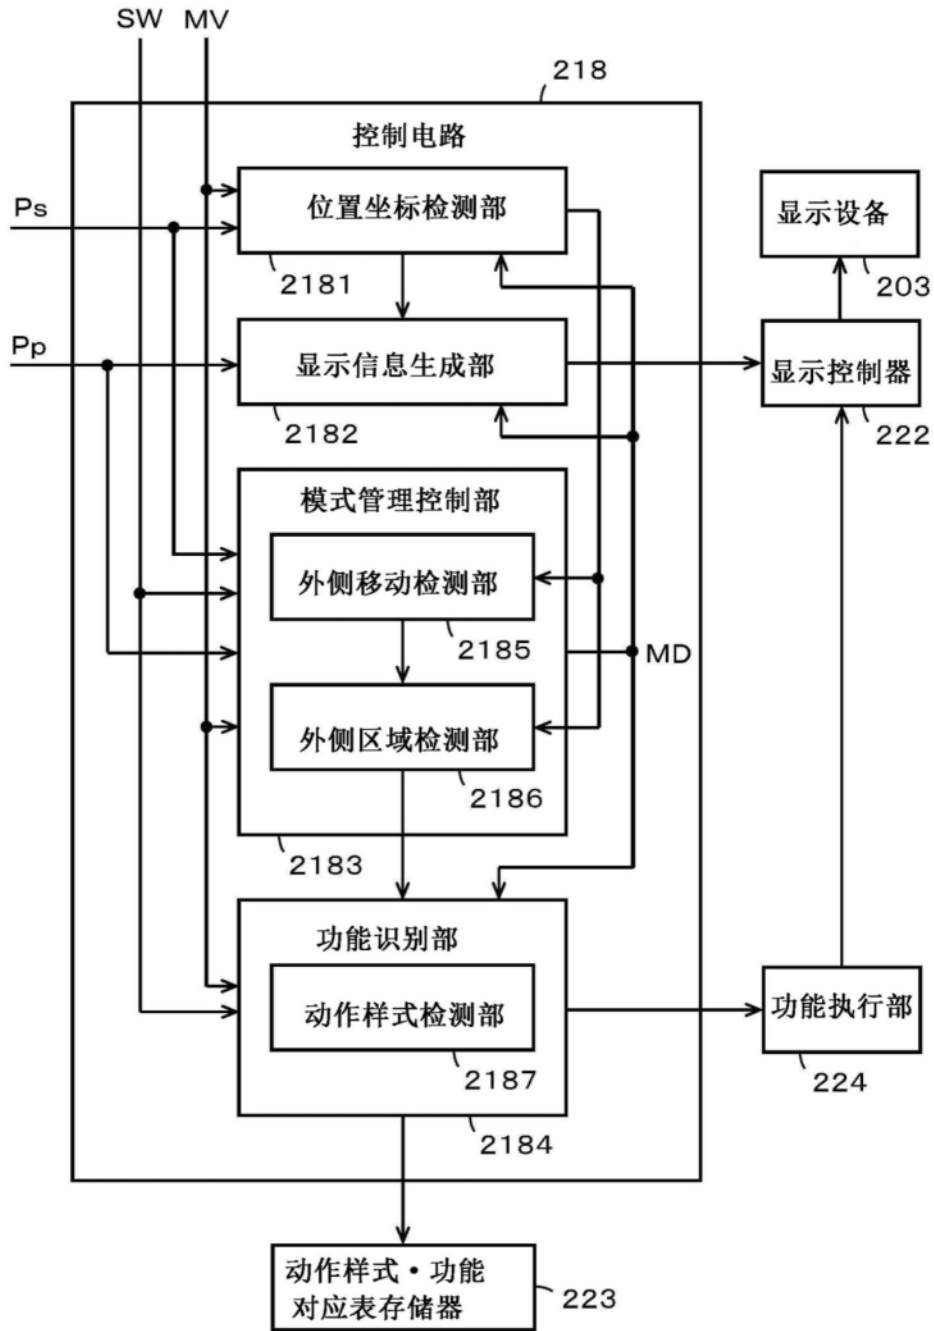 SW MV
218
控制电路
位置坐标检测部
Ps
显示设备
2181
203
Pp
显示信息生成部
显示控制器
2182
222
模式管理控制部
外侧移动检测部
2185
MD
外侧区域检测部
2186
2183
功能识别部
动作样式检测部
功能执行部
2187
224
2184
动作样式・功能
对应表存储器
223